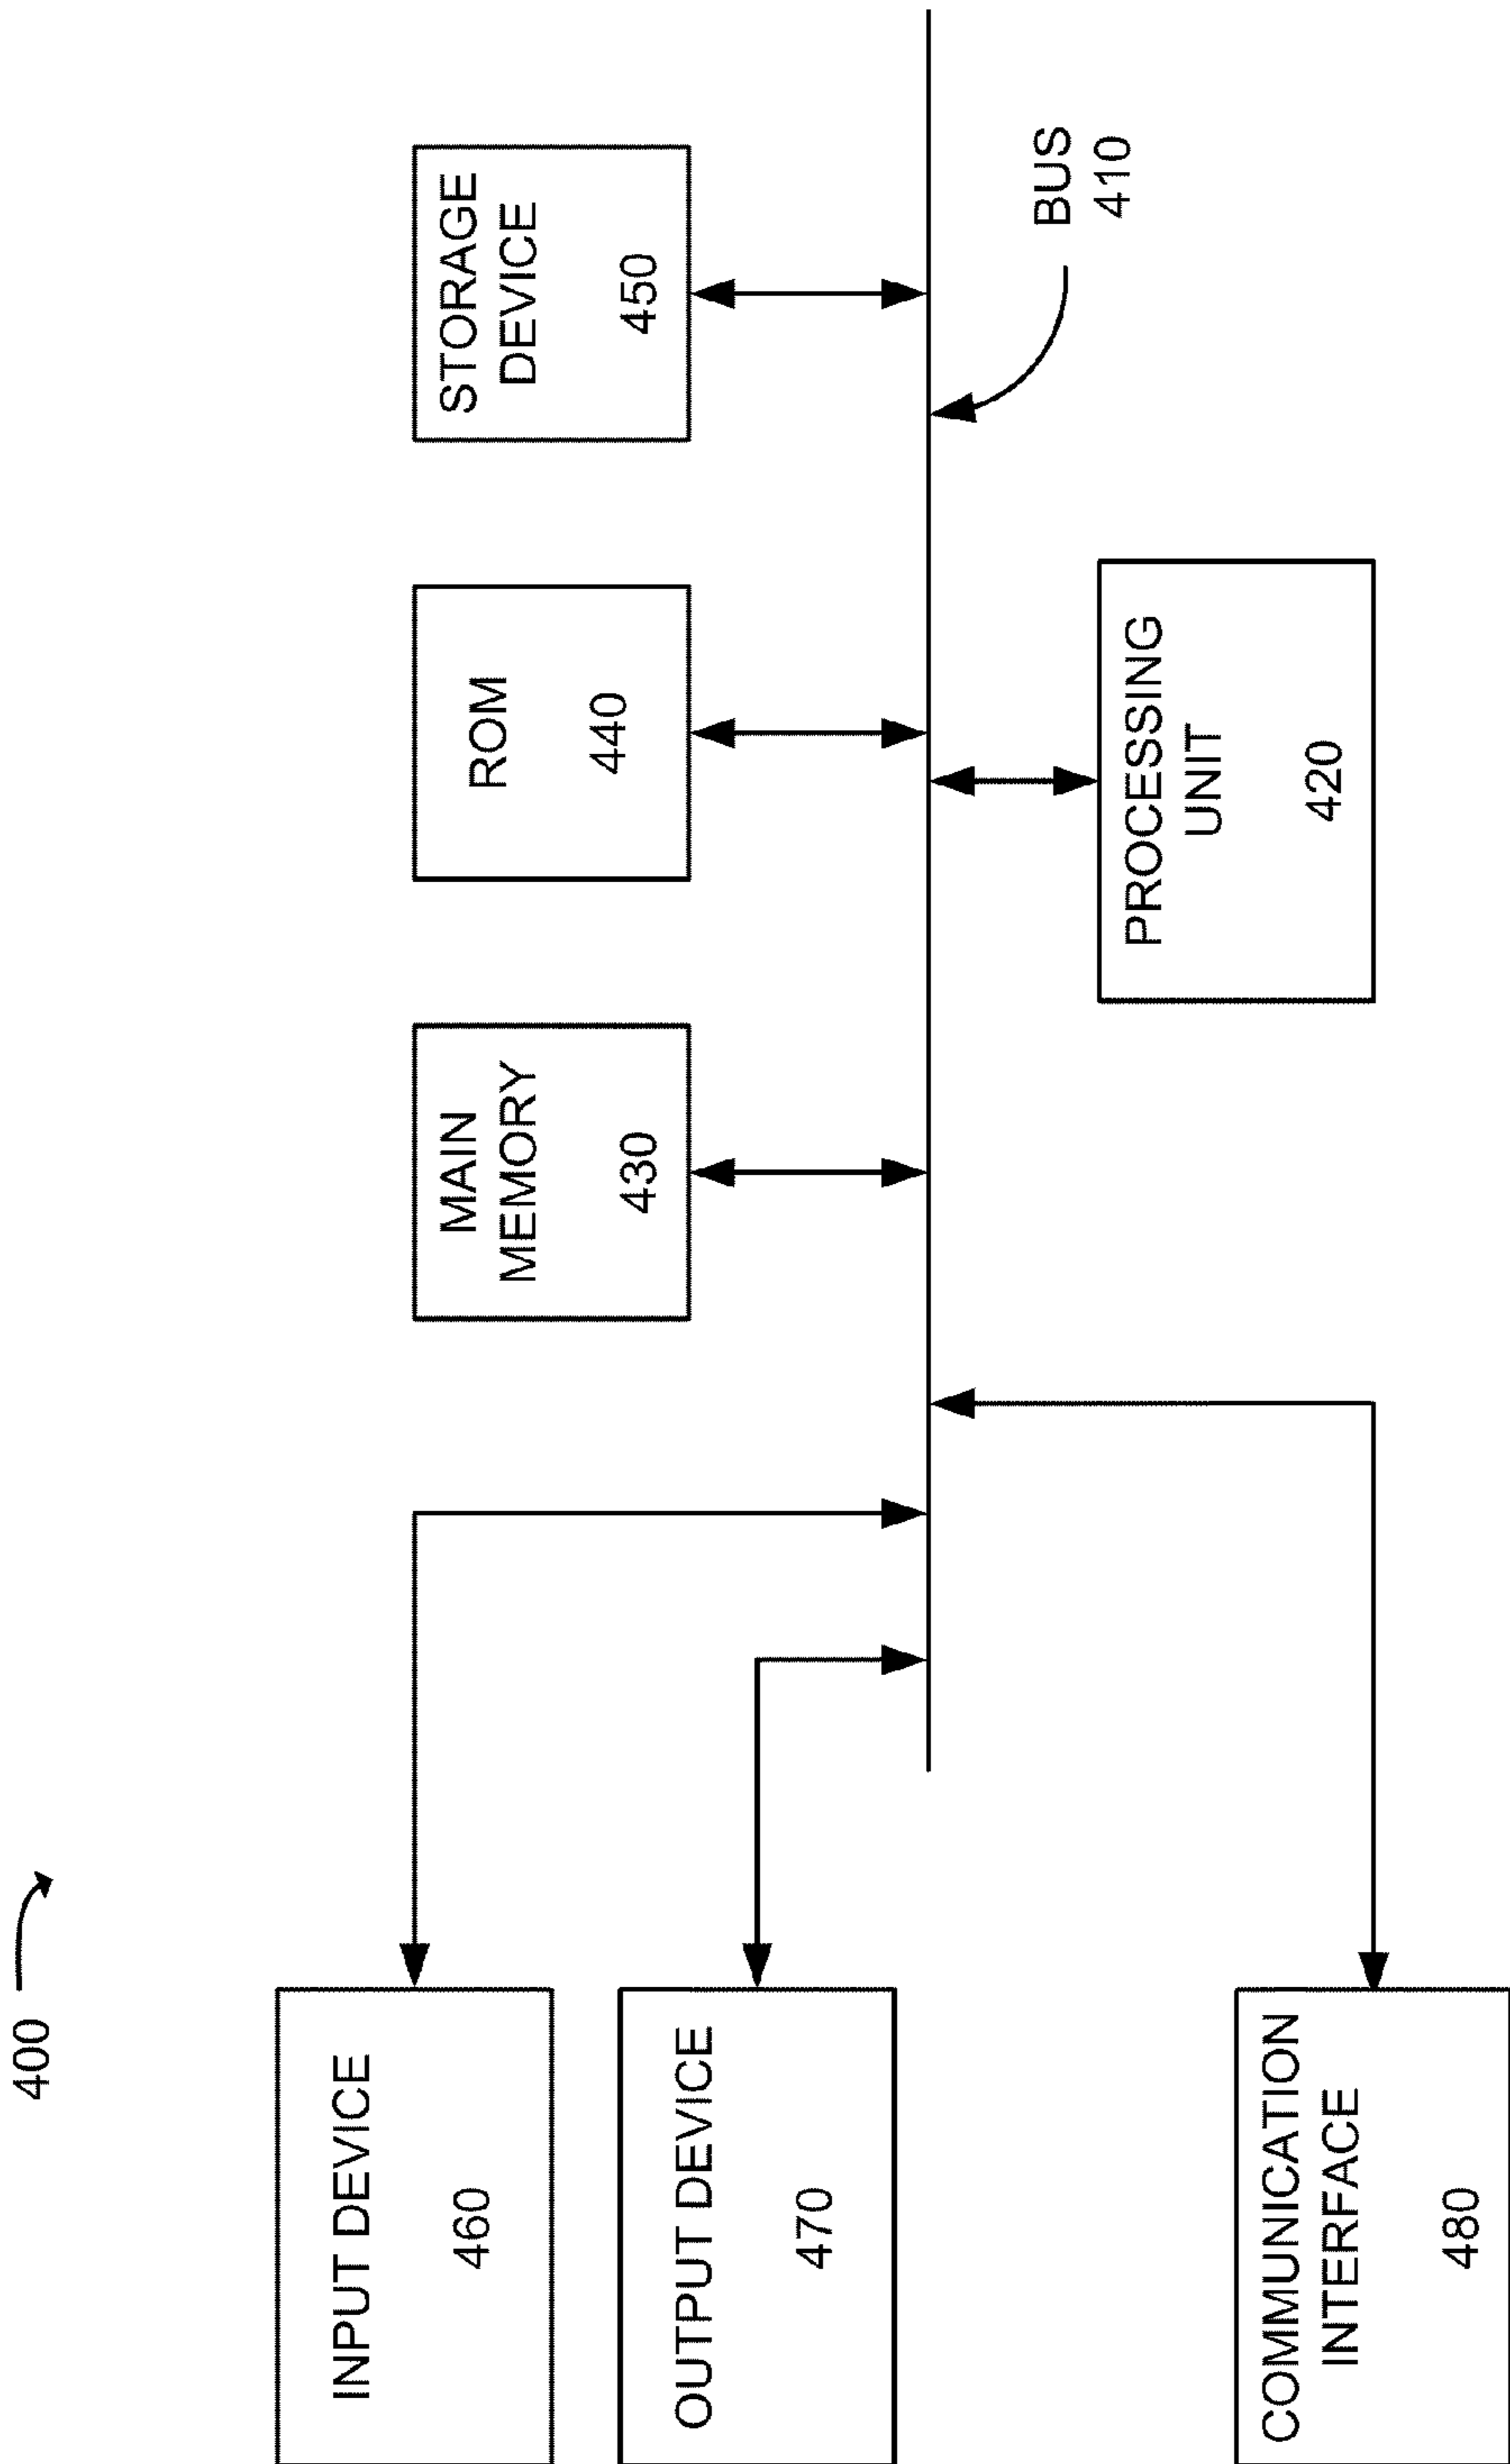 400
INPUT DEVICE
460
MAIN
MEMORY
430
ROM
440
STORAGE
DEVICE
450
OUTPUT DEVICE
470
BUS
410
PROCESSING
UNIT
420
COMMUNICATION
INTERFACE
480